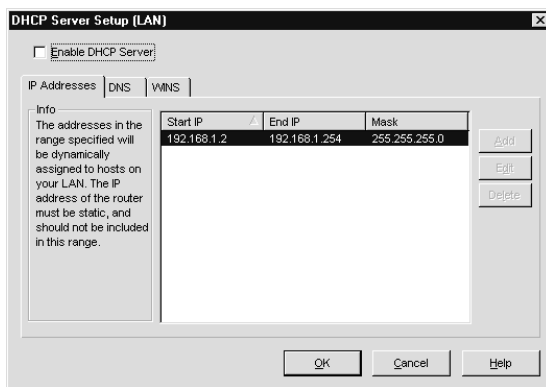 DHCP Server Setup (LAN)
Enable DHCP Server
IP Addresses DNS WINS
Info
The addresses in the
range specified will
be dynamically
assigned to hosts on
your LAN. The IP
address of the router
must be static, and
should not be included
in this range.
Start IP End IP Mask
192.168.1.2 192.168.1.254 255.255.255.0
Add
Edit
Delete
OK Cancel Help